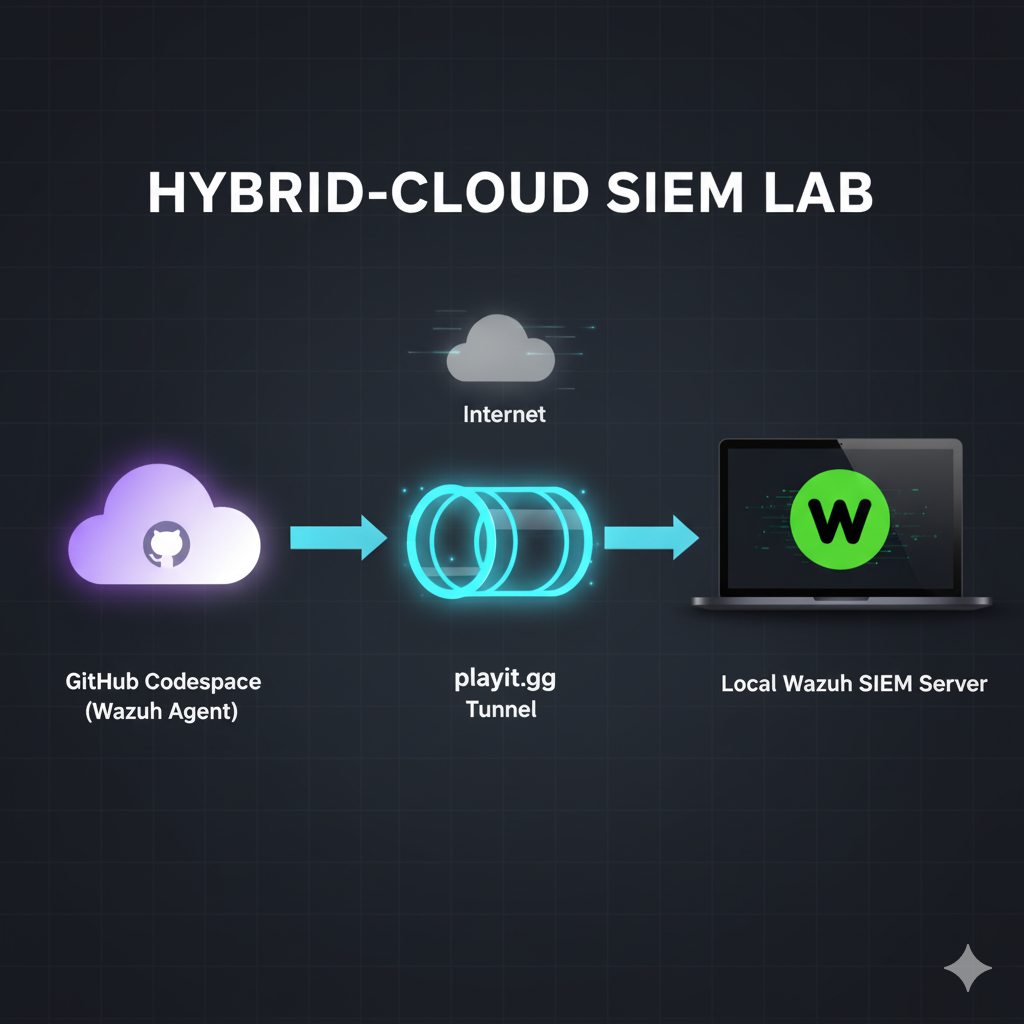 HYBRID-CLOUD SIEM LAB
Internet
GitHub Codespace
(Wazuh Agent)
playit.gg
Tunnel
W
Local Wazuh SIEM Server